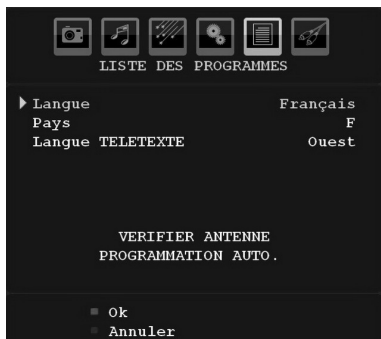 LISTE DES PROGRAMMES
Langue Français
Pays F
Langue TELETEXTE Ouest
VERIFIER ANTENNE
PROGRAMMATION AUTO.
Ok
Annuler